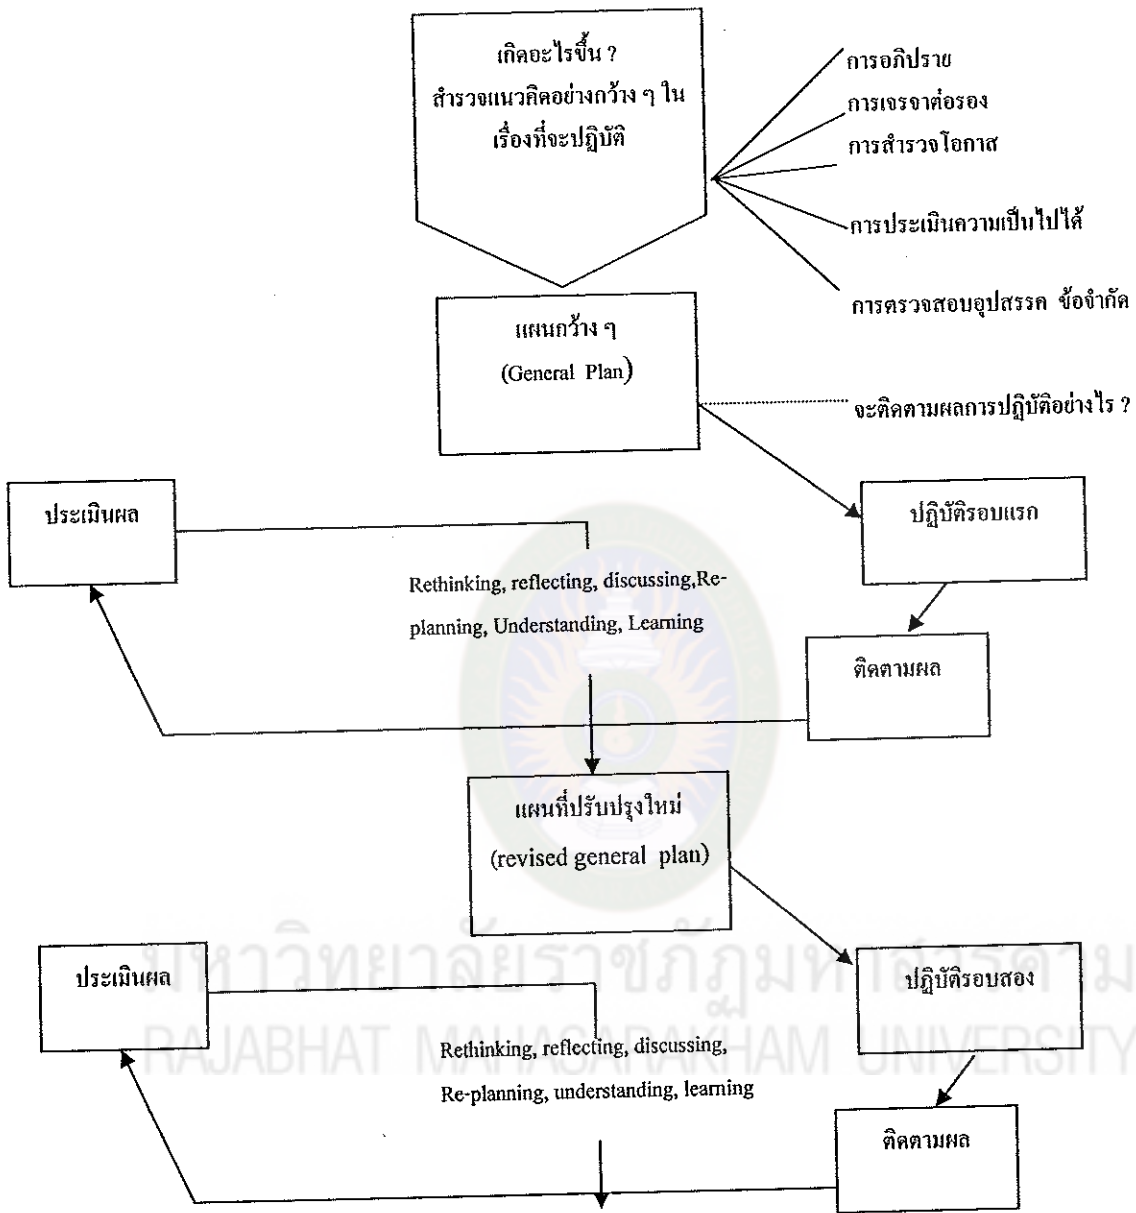 เกิดอะไรขึ้น ?
สำรวจแนวคิดอย่างกว้าง ๆ ใน
เรื่องที่จะปฏิบัติ
การอภิปราย
การเจรจาต่อรอง
การสำรวจโอกาส
การประเมินความเป็นไปได้
การตรวจสอบอุปสรรค ข้อจำกัด
แผนกว้าง ๆ
(General Plan)
จะติดตามผลการปฏิบัติอย่างไร ?
ประเมินผล
ปฏิบัติรอบแรก
Rethinking, reflecting, discussing,Re-
planning, Understanding, Learning
ติดตามผล
แผนที่ปรับปรุงใหม่
(revised general plan)
มหาวิทยาลัยราชภัฏมหาสารคาม
RAJABHAT MAHASARAKHAM UNIVERSITY
ประเมินผล
ปฏิบัติรอบสอง
Rethinking, reflecting, discussing,
Re-planning, understanding, learning
ติดตามผล